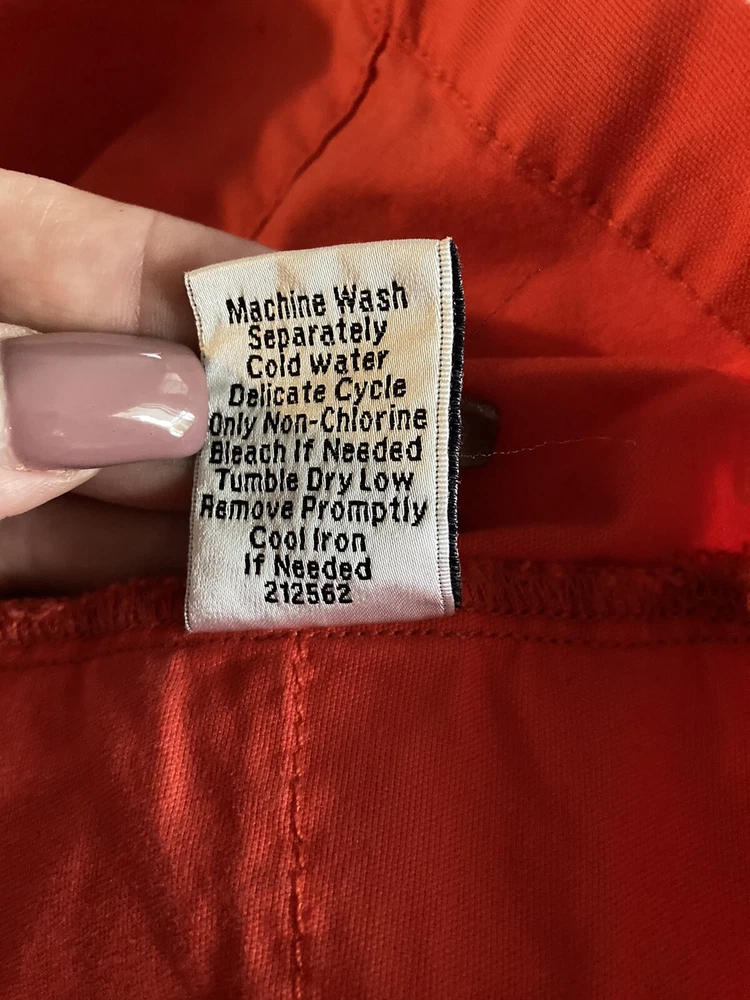 Machine Wash
Separately
Cold Water
Delicate Cycle
Only Non-Chlorine
Bleach If Needed
Tumble Dry Low
Remove Promptly
Cool Iron
If Needed
212562